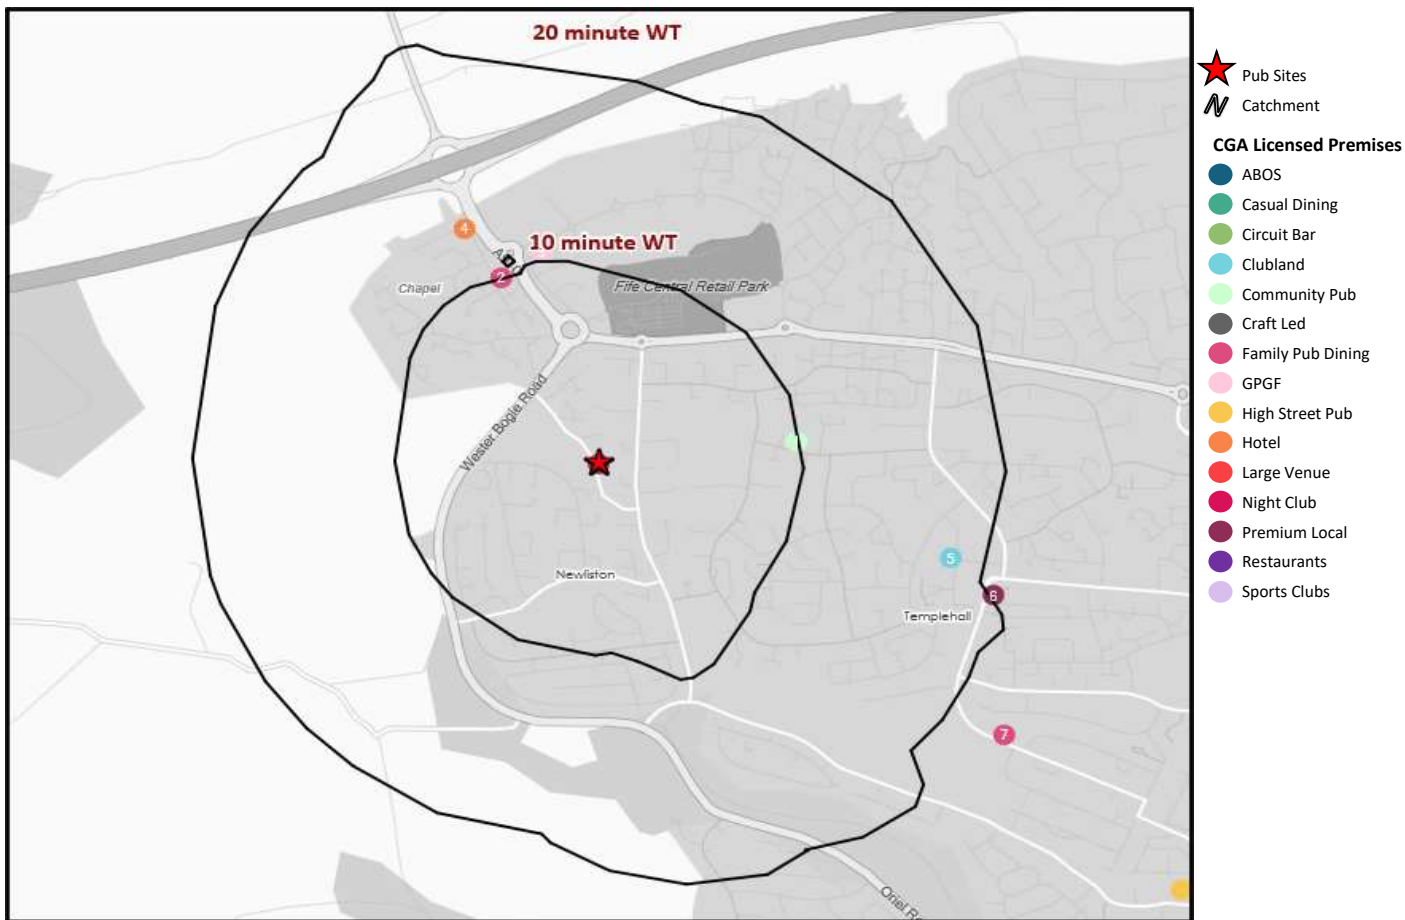 20 minute WT
Pub Sites
Catchment
CGA Licensed Premises
ABOS
Casual Dining
Circuit Bar
Clubland
Community Pub
Craft Led
Family Pub Dining
GPGF
High Street Pub
Hotel
Large Venue
Night Club
Premium Local
Restaurants
Sports Clubs
4
10 minute WT
2
Chapel
Fife Central Retail Park
Wester Bogie Road
Newliston
5
6
Templehall
7
Oriel